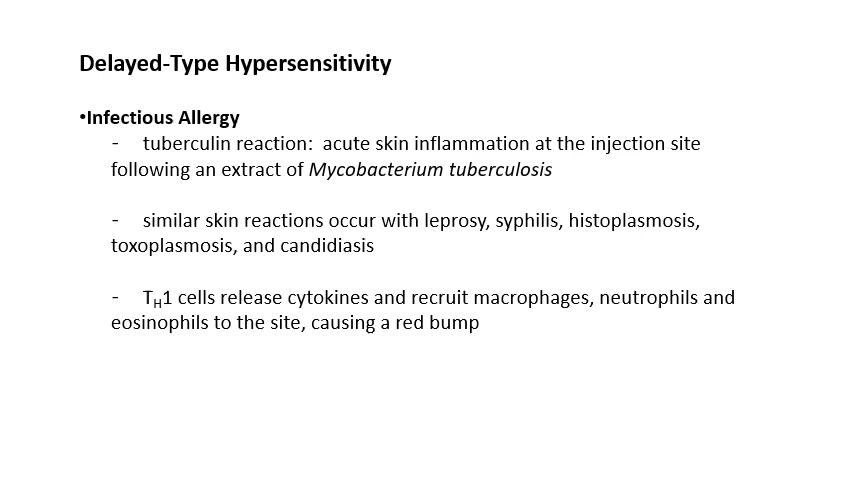 Delayed-Type Hypersensitivity
•Infectious Allergy
- tuberculin reaction:  acute skin inflammation at the injection site
following an extract of Mycobacterium tuberculosis
- similar skin reactions occur with leprosy, syphilis, histoplasmosis,
toxoplasmosis, and candidiasis
- TH1 cells release cytokines and recruit macrophages, neutrophils and
eosinophils to the site, causing a red bump